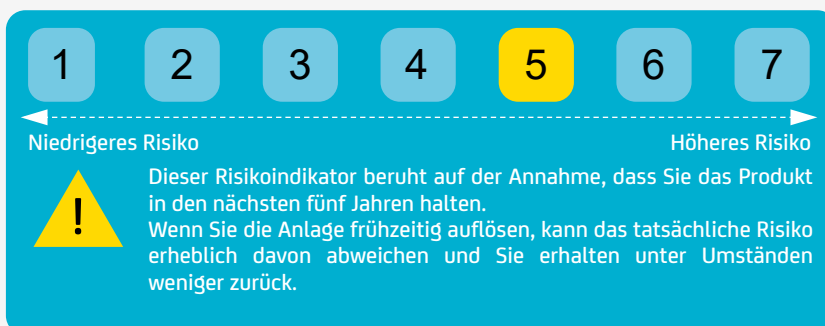 1 2 3 4 5 6 7
Niedrigeres Risiko Höheres Risiko
!
Dieser Risikoindikator beruht auf der Annahme, dass Sie das Produkt
in den nächsten fünf Jahren halten.
Wenn Sie die Anlage frühzeitig auflösen, kann das tatsächliche Risiko
erheblich davon abweichen und Sie erhalten unter Umständen
weniger zurück.